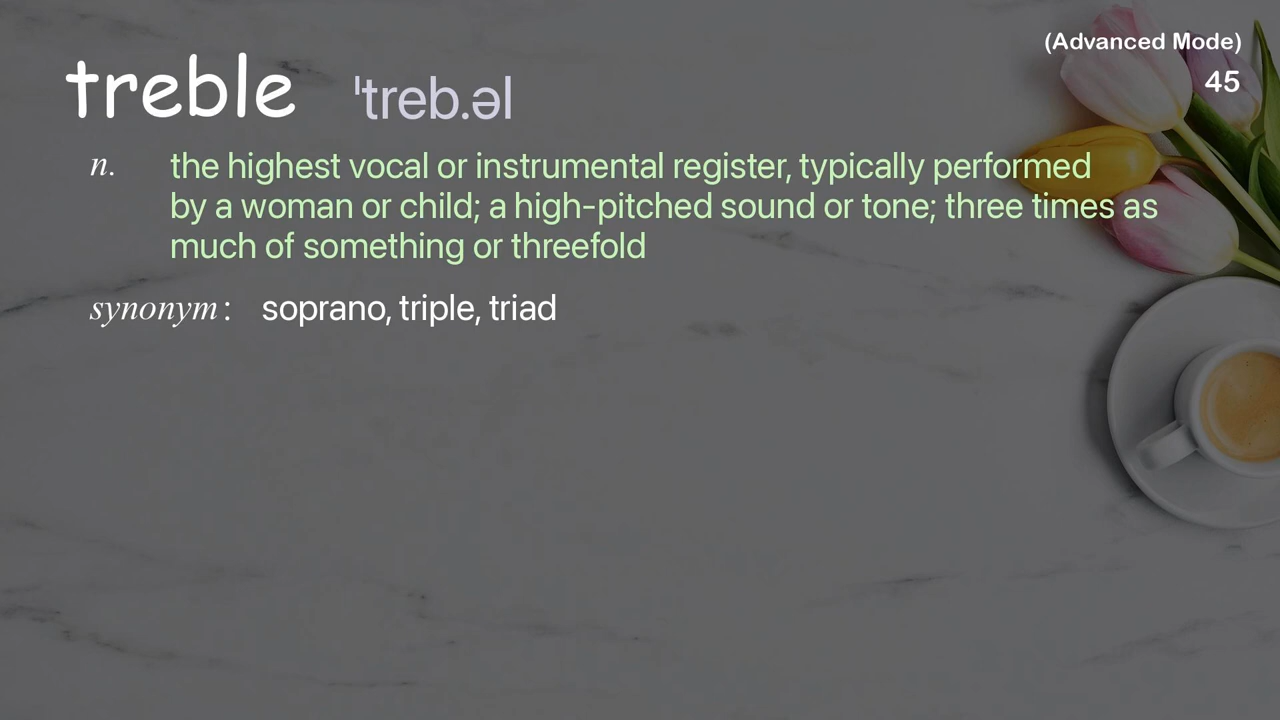 (Advanced Mode)
treble ˈtreb.əl
45
n. the highest vocal or instrumental register, typically performed
by a woman or child; a high-pitched sound or tone; three times as
much of something or threefold
synonym: soprano, triple, triad